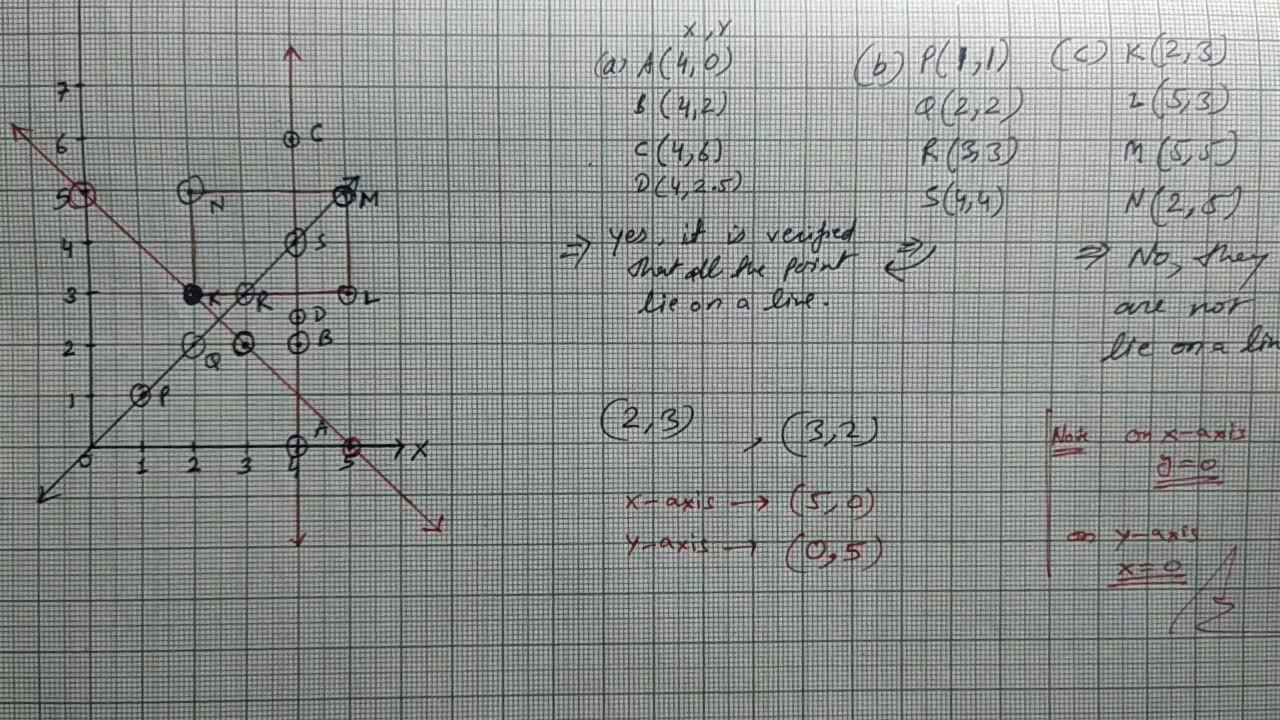 X, Y
(a) A(4,0)
B(4,2)
C(4,6)
D(4,2.5)
⇒ yes, it is verified
that all the point
lie on a line.
(b) P(1,1)
Q(2,2)
R(3,3)
S(4,4)
⇒
(c) K(2,3)
L(5,3)
M(5,5)
N(2,5)
⇒ No, they
are not
lie on a lin
(2,3) , (3,2)
x-axis → (5,0)
y-axis → (0,5)
Note on x-axis
y=0
on y-axis
x=0
7
6 C
5 N M
4 S
3 K R L
D
2 Q B
1 P
A
0 1 2 3 4 5 X